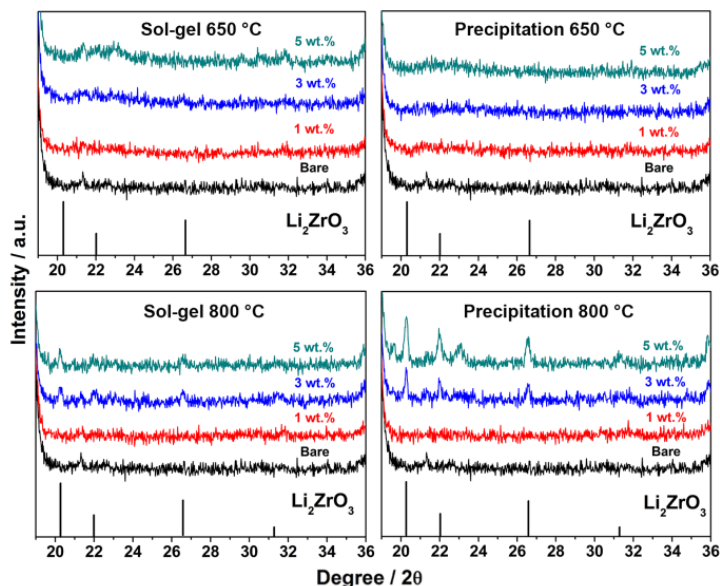 Sol-gel 650 °C
5 wt.%
3 wt.%
1 wt.%
Bare
Li₂ZrO₃
20 22 24 26 28 30 32 34 36
Precipitation 650 °C
5 wt.%
3 wt.%
1 wt.%
Bare
Li₂ZrO₃
20 22 24 26 28 30 32 34 36
Intensity / a.u.
Sol-gel 800 °C
5 wt.%
3 wt.%
1 wt.%
Bare
Li₂ZrO₃
20 22 24 26 28 30 32 34 36
Precipitation 800 °C
5 wt.%
3 wt.%
1 wt.%
Bare
Li₂ZrO₃
20 22 24 26 28 30 32 34 36
Degree / 2θ